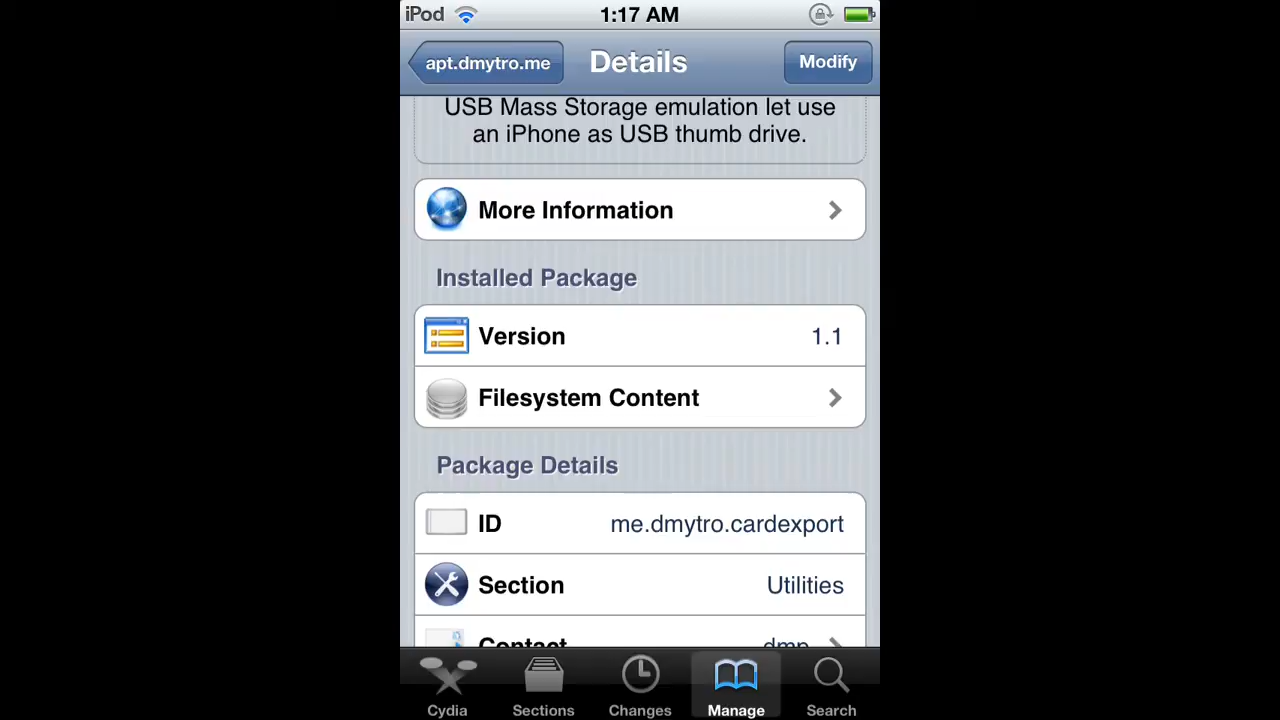 iPod 1:17 AM
apt.dmytro.me Details Modify
USB Mass Storage emulation let use
an iPhone as USB thumb drive.
More Information
Installed Package
Version 1.1
Filesystem Content
Package Details
ID me.dmytro.cardexport
Section Utilities
Contact dmp
Cydia Sections Changes Manage Search